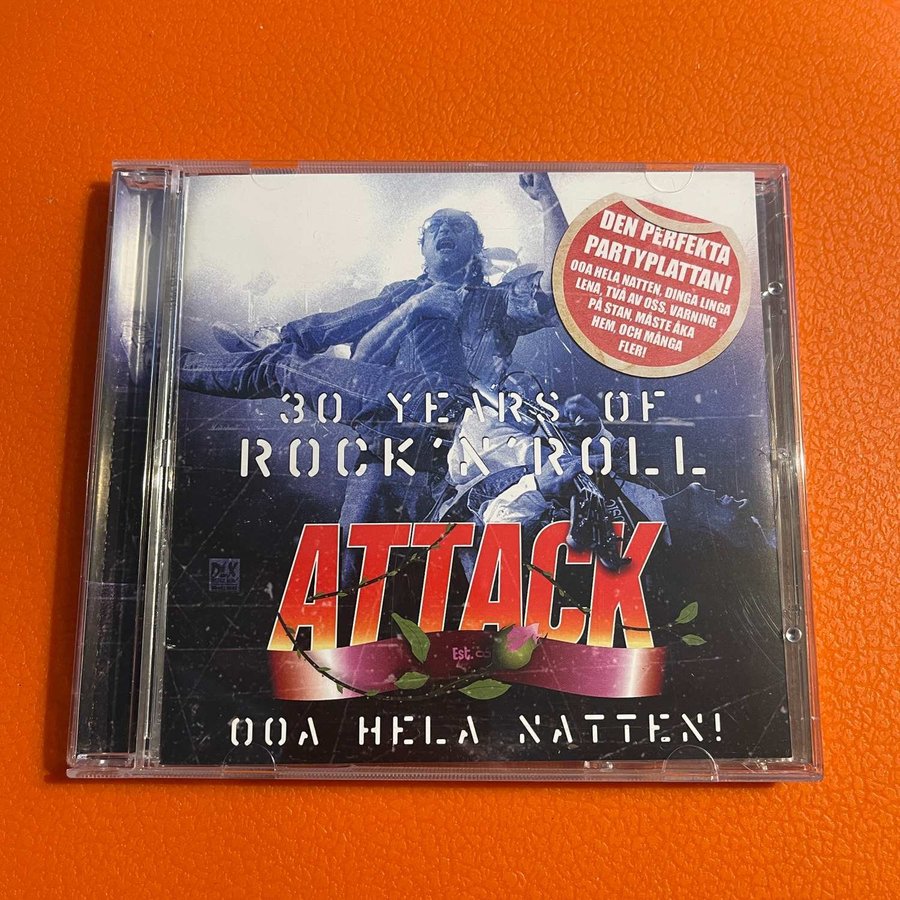 DEN PERFEKTA
PARTYPLATTAN!
OOA HELA NATTEN, DINGA LINGA
LENA, TVÅ AV OSS, VARNING
PÅ STAN, MÅSTE ÅKA
HEM, OCH MÅNGA
FLER!
30 YEARS OF
ROCK'N'ROLL
ATTACK
DLX
Est.
OOA HELA NATTEN!